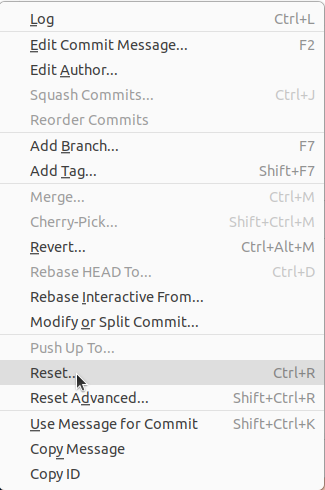 Log Ctrl+L
Edit Commit Message... F2
Edit Author...
Squash Commits... Ctrl+J
Reorder Commits
Add Branch... F7
Add Tag... Shift+F7
Merge... Ctrl+M
Cherry-Pick... Shift+Ctrl+M
Revert... Ctrl+Alt+M
Rebase HEAD To... Ctrl+D
Rebase Interactive From...
Modify or Split Commit...
Push Up To...
Reset... Ctrl+R
Reset Advanced... Shift+Ctrl+R
Use Message for Commit Shift+Ctrl+K
Copy Message
Copy ID